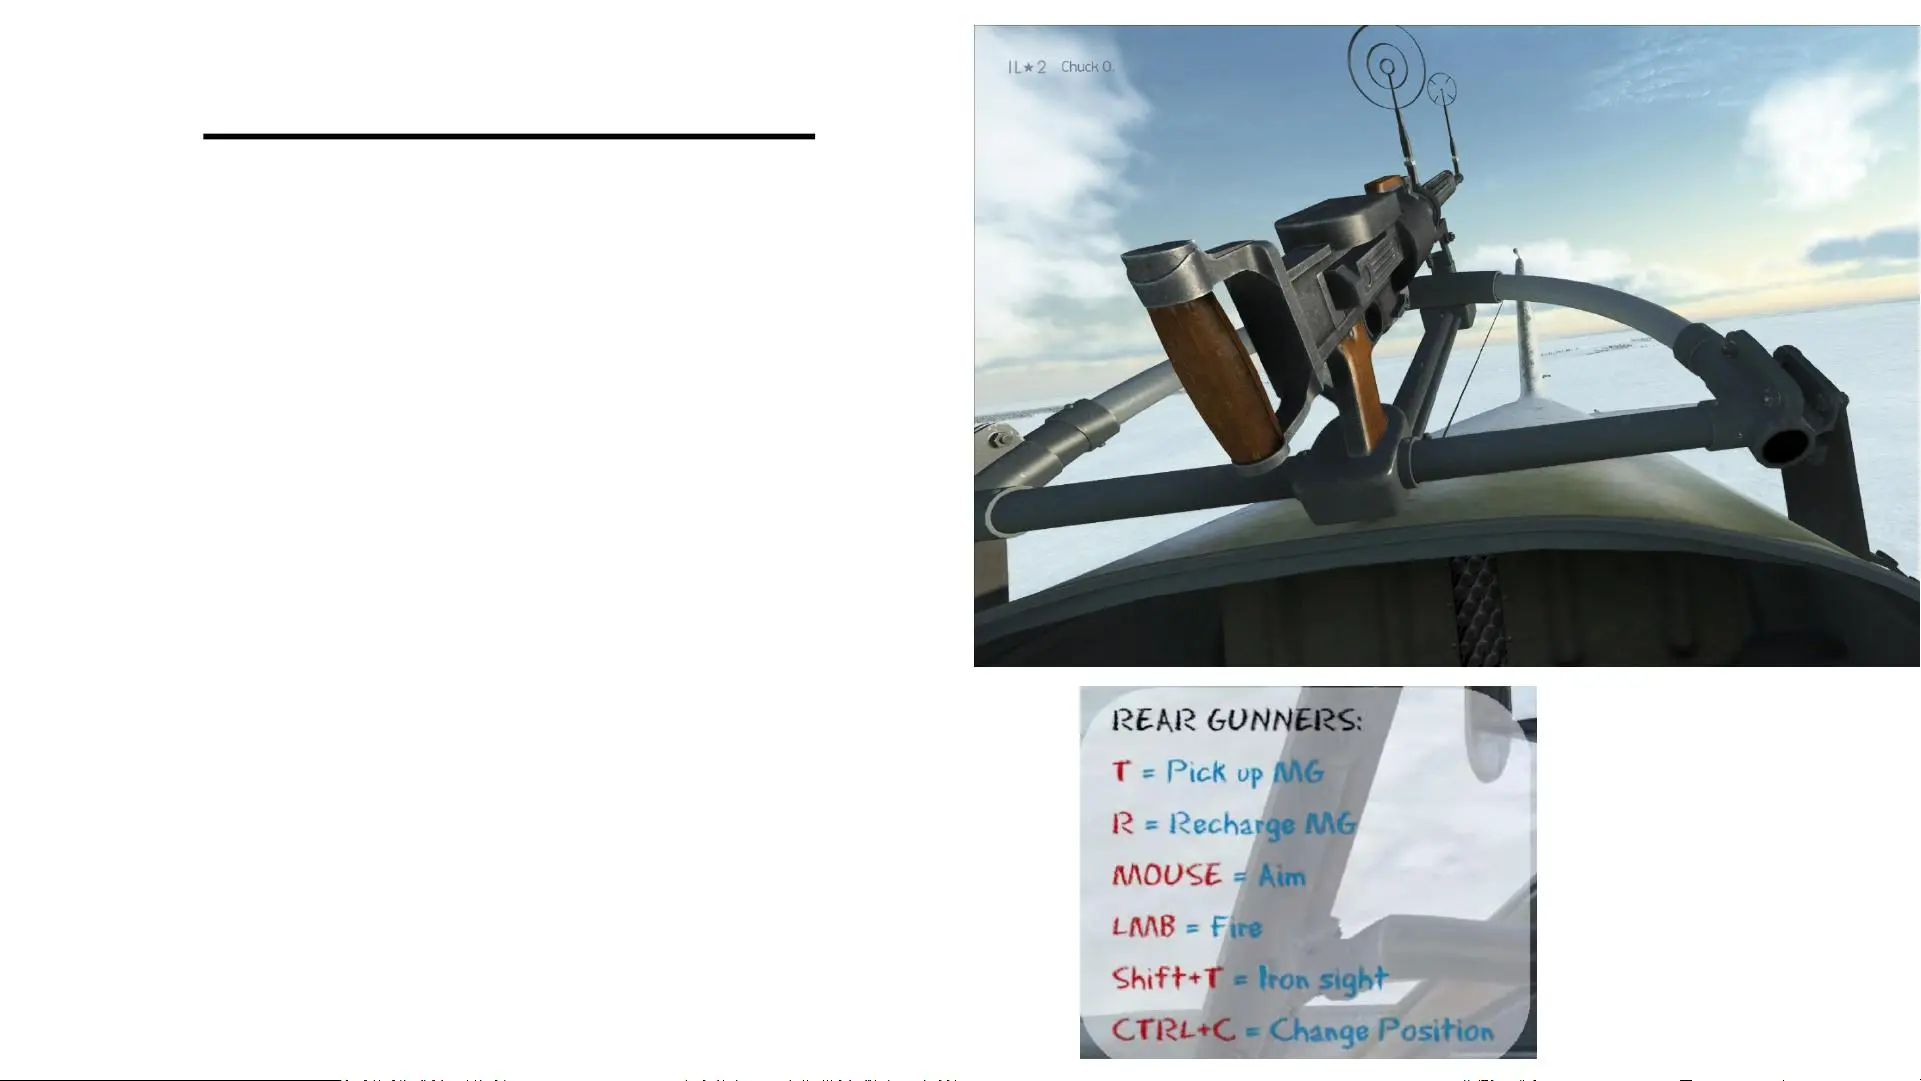 IL★2 Chuck O.
REAR GUNNERS:
T = Pick up MG
R = Recharge MG
MOUSE = Aim
LMB = Fire
Shift+T = Iron sight
CTRL+C = Change Position